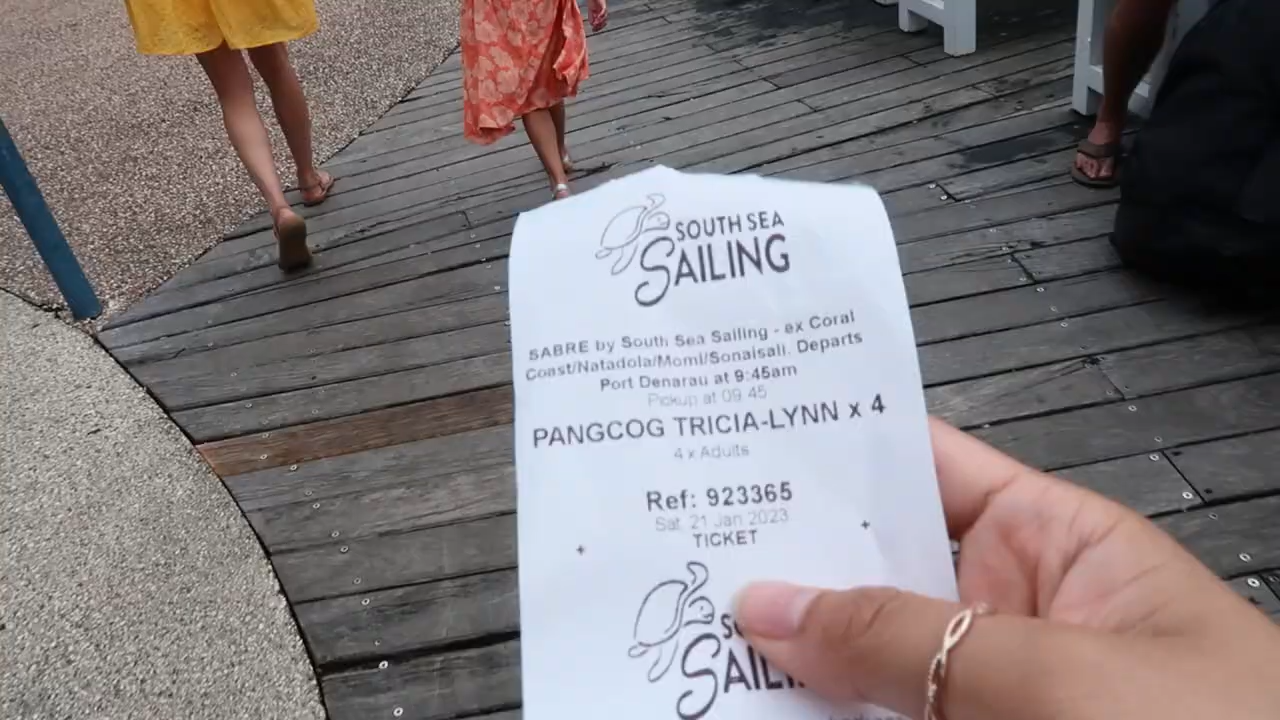 SOUTH SEA
SAILING
SABRE by South Sea Sailing - ex Coral
Coast/Natadola/Momi/Sonaisali. Departs
Port Denarau at 9:45am
Pickup at 09:45
PANGCOG TRICIA-LYNN x 4
4 x Adults
Ref: 923365
Sat, 21 Jan 2023
TICKET